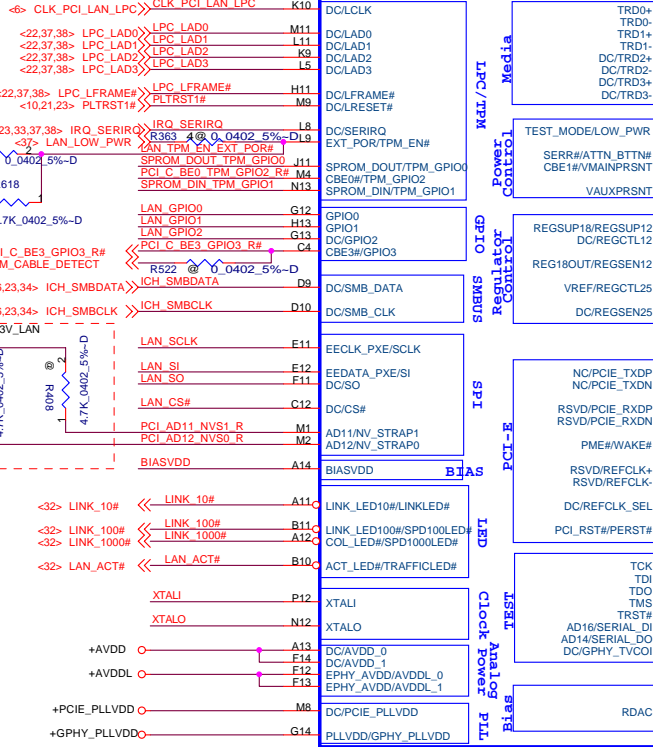 <6> CLK_PCI_LAN_LPC CLK_PCI_LAN_LPC K10 DC/LCLK
<22,37,38> LPC_LAD0 LPC_LAD0 M11 DC/LAD0
<22,37,38> LPC_LAD1 LPC_LAD1 L11 DC/LAD1
<22,37,38> LPC_LAD2 LPC_LAD2 K9 DC/LAD2
<22,37,38> LPC_LAD3 LPC_LAD3 L5 DC/LAD3
<22,37,38> LPC_LFRAME# LPC_LFRAME# H11 DC/LFRAME#
<10,21,23> PLTRST1# PLTRST1# M9 DC/LRESET#
23,33,37,38> IRQ_SERIRQ IRQ_SERIRQ L8 DC/SERIRQ
<37> LAN_LOW_PWR R363 4@ 0_0402_5%~D L9 EXT_POR/TPM_EN#
2 0_0402_5%~D LAN_TPM_EN_EXT_POR#
SPROM_DOUT_TPM_GPIO0 J11 SPROM_DOUT/TPM_GPIO0
PCI_C_BE0_TPM_GPIO2_R# M4 CBE0#/TPM_GPIO2
SPROM_DIN_TPM_GPIO1 N13 SPROM_DIN/TPM_GPIO1
618
1
.7K_0402_5%~D
LPC/TPM
LAN_GPIO0 G12 GPIO0
LAN_GPIO1 H13 GPIO1
LAN_GPIO2 G13 DC/GPIO2
I_C_BE3_GPIO3_R# PCI_C_BE3_GPIO3_R# C4 CBE3#/GPIO3
M_CABLE_DETECT R522 @ 0_0402_5%~D
GPIO
,23,34> ICH_SMBDATA ICH_SMBDATA D9 DC/SMB_DATA
,23,34> ICH_SMBCLK ICH_SMBCLK D10 DC/SMB_CLK
SMBUS
3V_LAN
@ 2
R408
1
4.7K_0402_5%~D
4.7K_0402_5%~D
LAN_SCLK E11 EECLK_PXE/SCLK
LAN_SI E12 EEDATA_PXE/SI
LAN_SO F11 DC/SO
LAN_CS# C12 DC/CS#
PCI_AD11_NVS1_R M1 AD11/NV_STRAP1
PCI_AD12_NVS0_R M2 AD12/NV_STRAP0
SPI
BIASVDD A14 BIASVDD BIAS
<32> LINK_10# LINK_10# A11 LINK_LED10#/LINKLED#
<32> LINK_100# LINK_100# B11 LINK_LED100#/SPD100LED#
<32> LINK_1000# LINK_1000# A12 COL_LED#/SPD1000LED#
<32> LAN_ACT# LAN_ACT# B10 ACT_LED#/TRAFFICLED#
LED
XTALI P12 XTALI
XTALO N12 XTALO
Clock
+AVDD A13 DC/AVDD_0
F14 DC/AVDD_1
+AVDDL F12 EPHY_AVDD/AVDDL_0
F13 EPHY_AVDD/AVDDL_1
Analog
Power
+PCIE_PLLVDD M8 DC/PCIE_PLLVDD
+GPHY_PLLVDD G14 PLLVDD/GPHY_PLLVDD
PLL
Media
TRD0+
TRD0-
TRD1+
TRD1-
DC/TRD2+
DC/TRD2-
DC/TRD3+
DC/TRD3-
Power
Control
TEST_MODE/LOW_PWR
SERR#/ATTN_BTTN#
CBE1#/VMAINPRSNT
VAUXPRSNT
Regulator
Control
REGSUP18/REGSUP12
DC/REGCTL12
REG18OUT/REGSEN12
VREF/REGCTL25
DC/REGSEN25
PCI-E
NC/PCIE_TXDP
NC/PCIE_TXDN
RSVD/PCIE_RXDP
RSVD/PCIE_RXDN
PME#/WAKE#
RSVD/REFCLK+
RSVD/REFCLK-
DC/REFCLK_SEL
PCI_RST#/PERST#
TEST
TCK
TDI
TDO
TMS
TRST#
AD16/SERIAL_DI
AD14/SERIAL_DO
DC/GPHY_TVCOI
Bias
RDAC